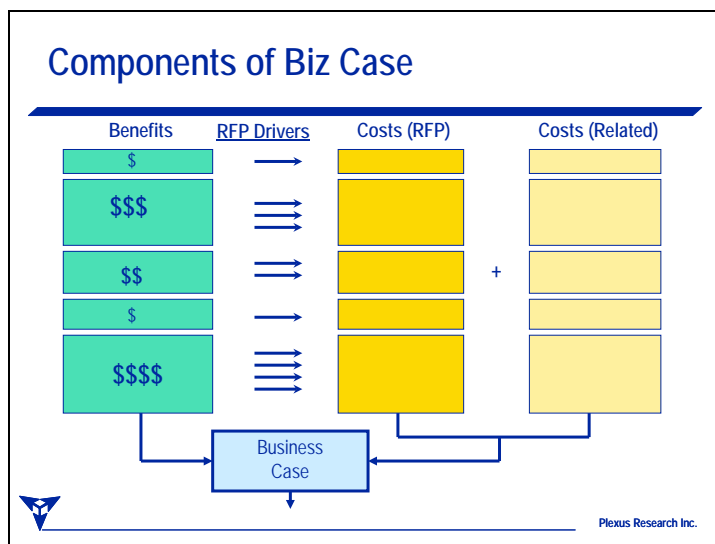 Components of Biz Case
Benefits RFP Drivers Costs (RFP) Costs (Related)
$
$$$
$$
+
$
$$$$
Business
Case
Plexus Research Inc.